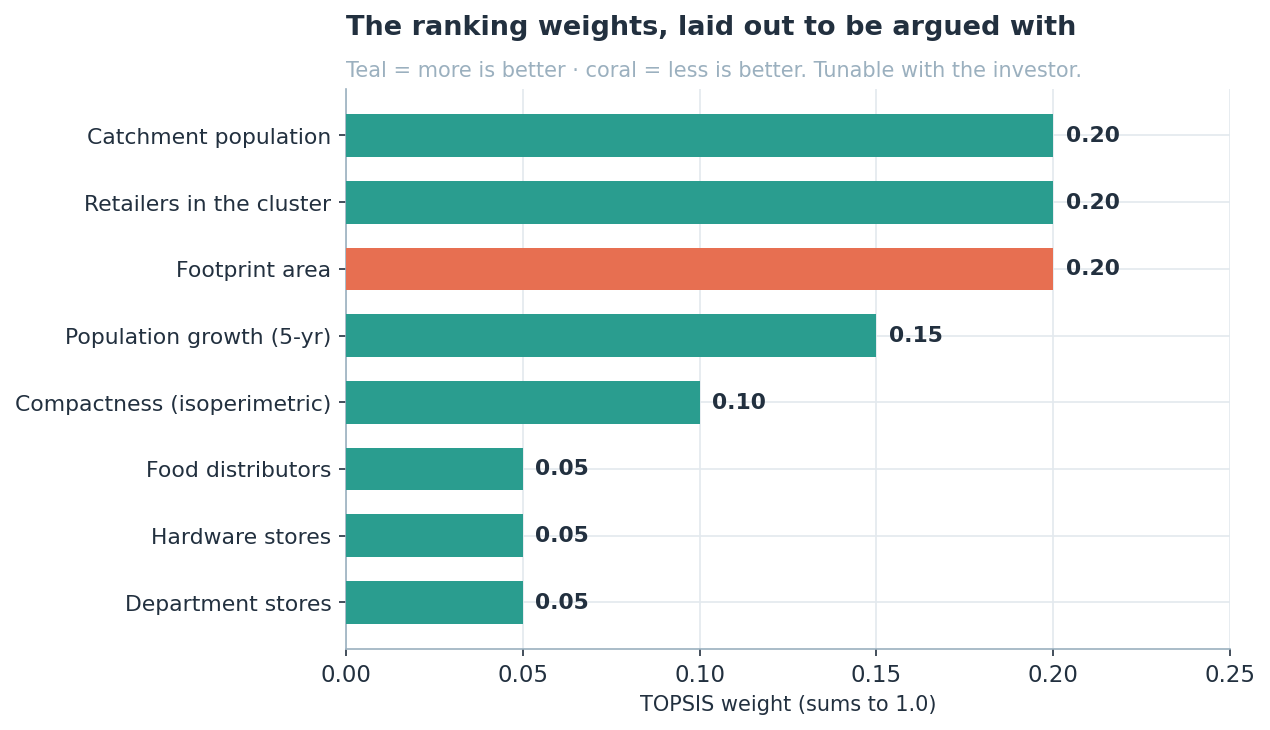 The ranking weights, laid out to be argued with
Teal = more is better · coral = less is better. Tunable with the investor.
Catchment population 0.20
Retailers in the cluster 0.20
Footprint area 0.20
Population growth (5-yr) 0.15
Compactness (isoperimetric) 0.10
Food distributors 0.05
Hardware stores 0.05
Department stores 0.05
0.00 0.05 0.10 0.15 0.20 0.25
TOPSIS weight (sums to 1.0)